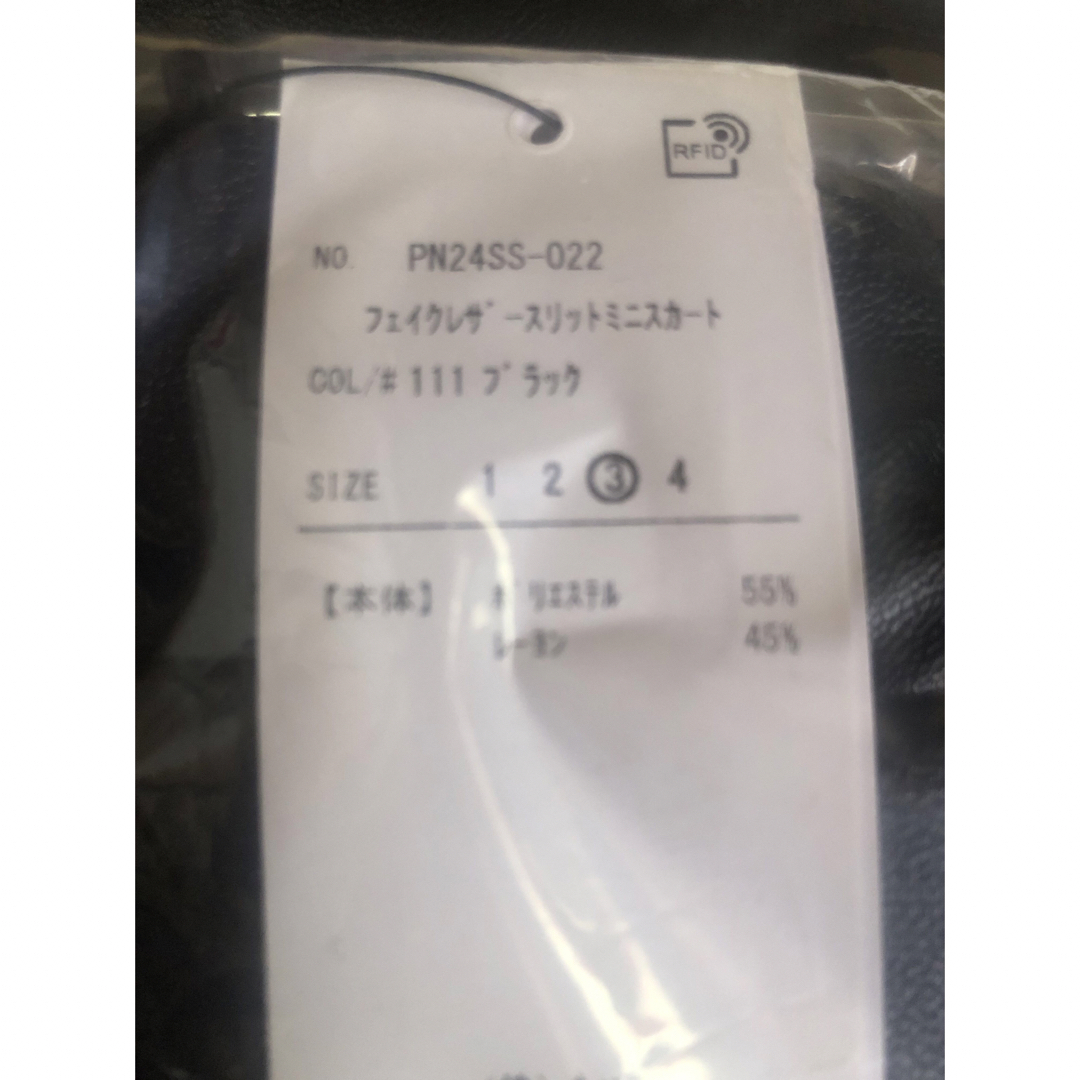 RFID
NO. PN24SS-022
ﾌｪｲｸﾚｻﾞｰｽﾘｯﾄﾐﾆｽｶｰﾄ
COL/# 111 ﾌﾞﾗｯｸ
SIZE 1 2 ③ 4
【本体】 ﾎﾟﾘｴｽﾃﾙ 55%
ﾚｰﾖﾝ 45%